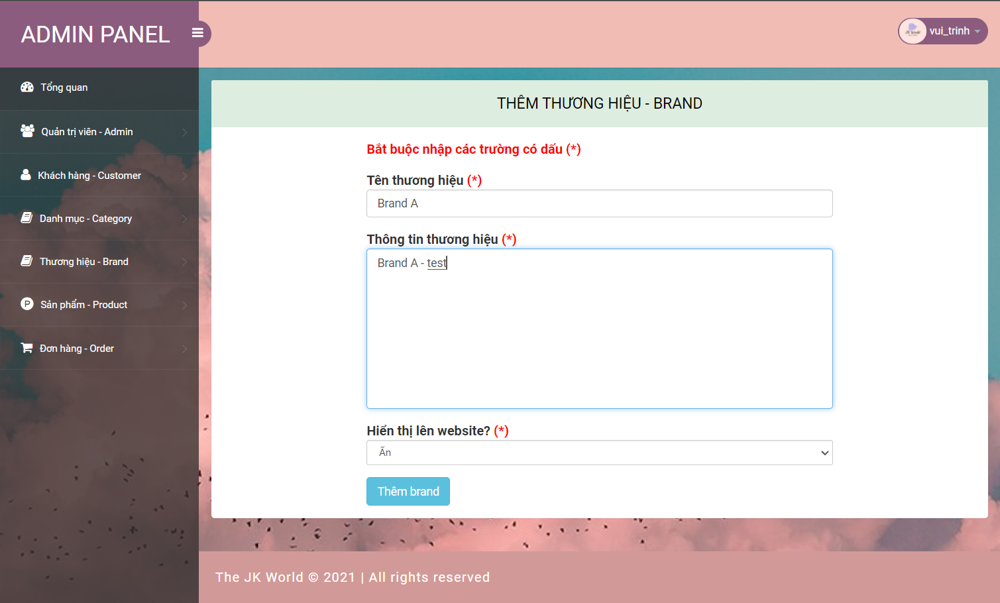 ADMIN PANEL
vui_trinh
Tổng quan
Quản trị viên - Admin
Khách hàng - Customer
Danh mục - Category
Thương hiệu - Brand
Sản phẩm - Product
Đơn hàng - Order
THÊM THƯƠNG HIỆU - BRAND
Bắt buộc nhập các trường có dấu (*)
Tên thương hiệu (*)
Brand A
Thông tin thương hiệu (*)
Brand A - test
Hiển thị lên website? (*)
Ẩn
Thêm brand
The JK World © 2021 | All rights reserved